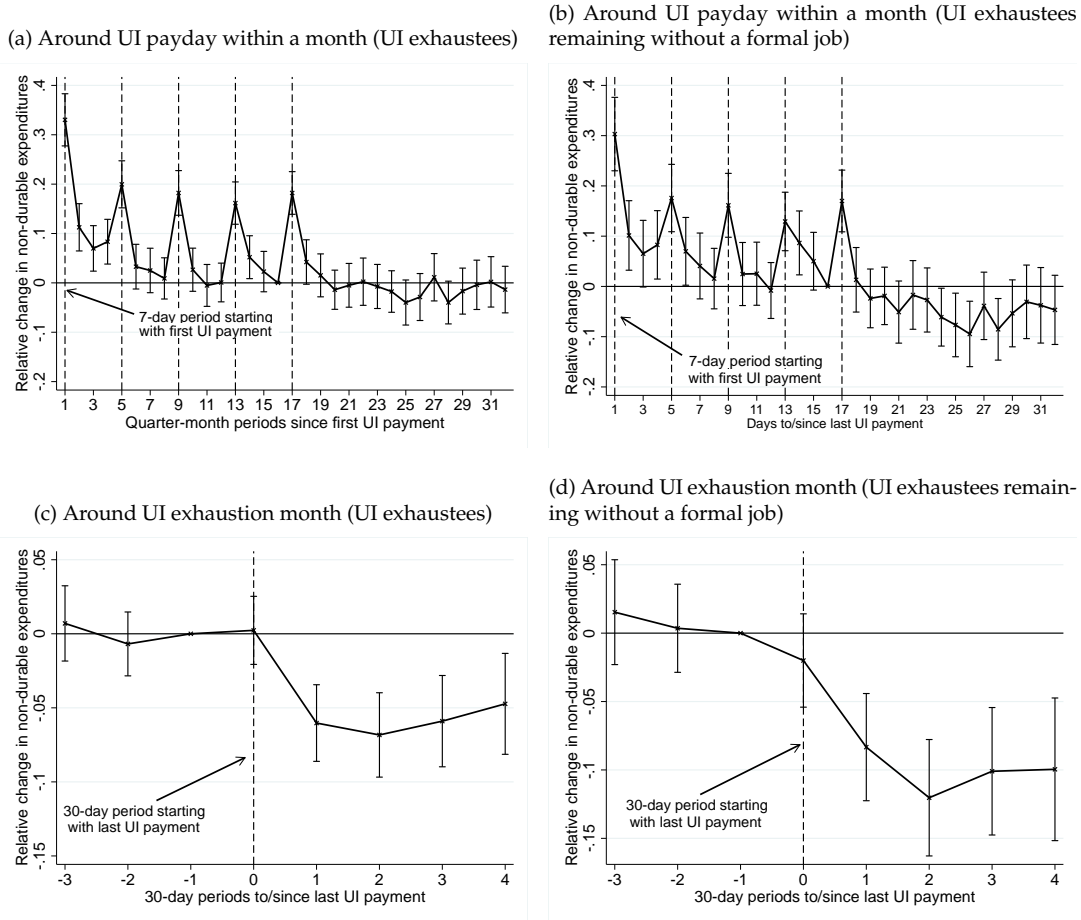 (a) Around UI payday within a month (UI exhaustees)
Relative change in non-durable expenditures
.4
.3
.2
.1
0
-.1
-.2
7-day period starting
with first UI payment
1 3 5 7 9 11 13 15 17 19 21 23 25 27 29 31
Quarter-month periods since first UI payment
(b) Around UI payday within a month (UI exhaustees
remaining without a formal job)
Relative change in non-durable expenditures
.4
.3
.2
.1
0
-.1
-.2
7-day period starting
with first UI payment
1 3 5 7 9 11 13 15 17 19 21 23 25 27 29 31
Days to/since last UI payment
(c) Around UI exhaustion month (UI exhaustees)
Relative change in non-durable expenditures
.05
0
-.05
-.1
-.15
30-day period starting
with last UI payment
-3 -2 -1 0 1 2 3 4
30-day periods to/since last UI payment
(d) Around UI exhaustion month (UI exhaustees remain-
ing without a formal job)
Relative change in non-durable expenditures
.05
0
-.05
-.1
-.15
30-day period starting
with last UI payment
-3 -2 -1 0 1 2 3 4
30-day periods to/since last UI payment